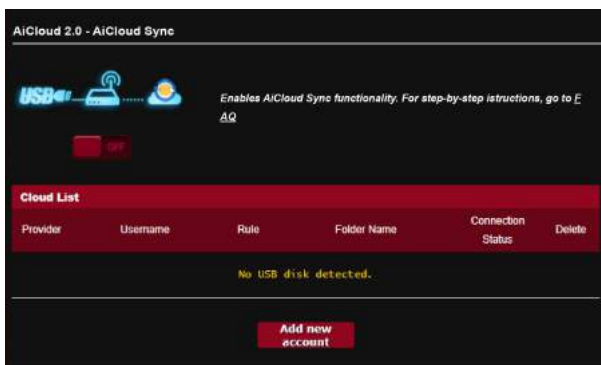 AiCloud 2.0 - AiCloud Sync
USB
Enables AiCloud Sync functionality. For step-by-step istructions, go to F
AQ
OFF
Cloud List
Provider Username Rule Folder Name Connection Status Delete
No USB disk detected.
Add new
account